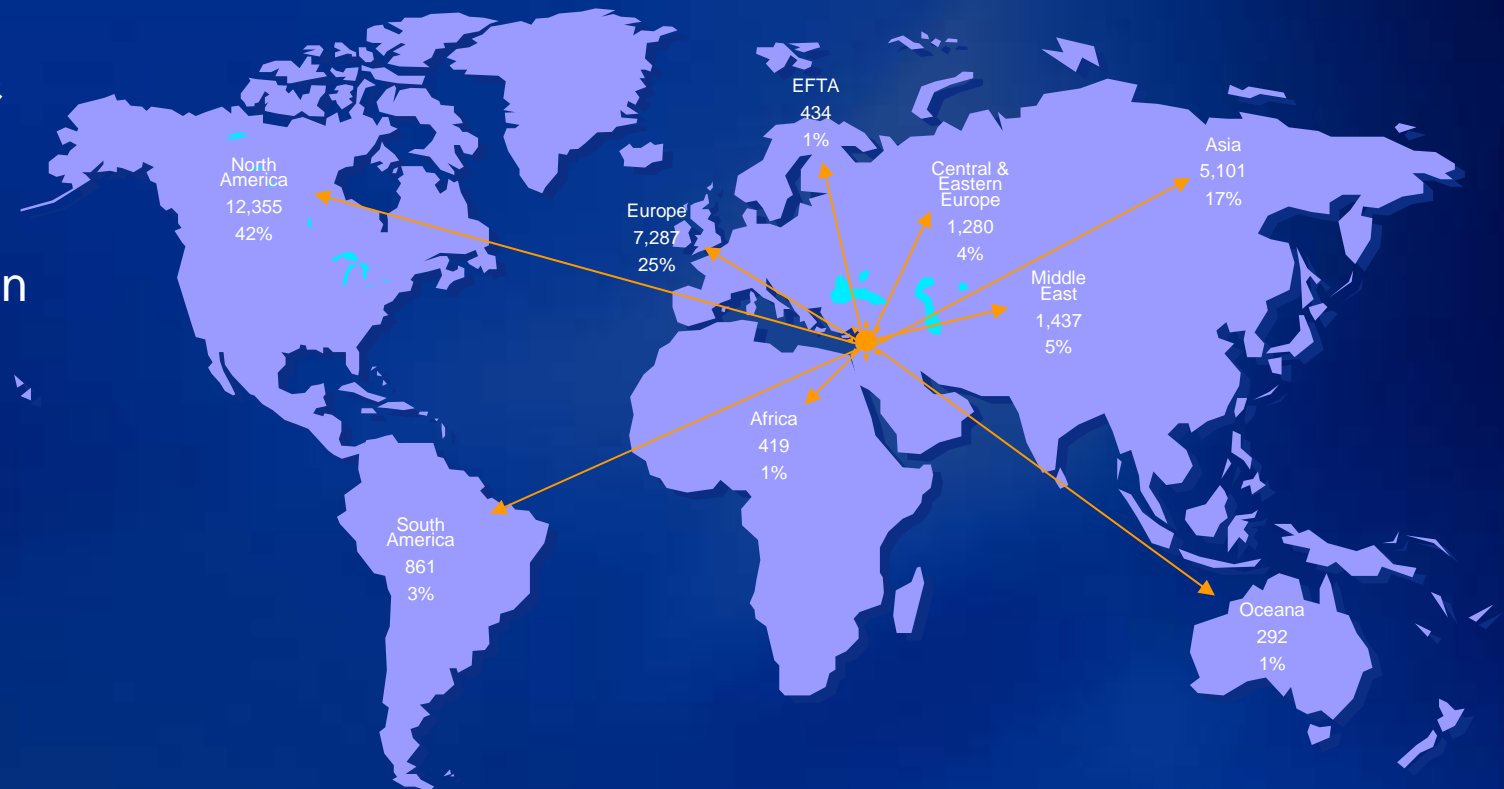 EFTA
434
1%
Asia
5,101
17%
North
America
12,355
42%
Central &
Eastern
Europe
1,280
4%
Europe
7,287
25%
n
Middle
East
1,437
5%
Africa
419
1%
South
America
861
3%
Oceana
292
1%